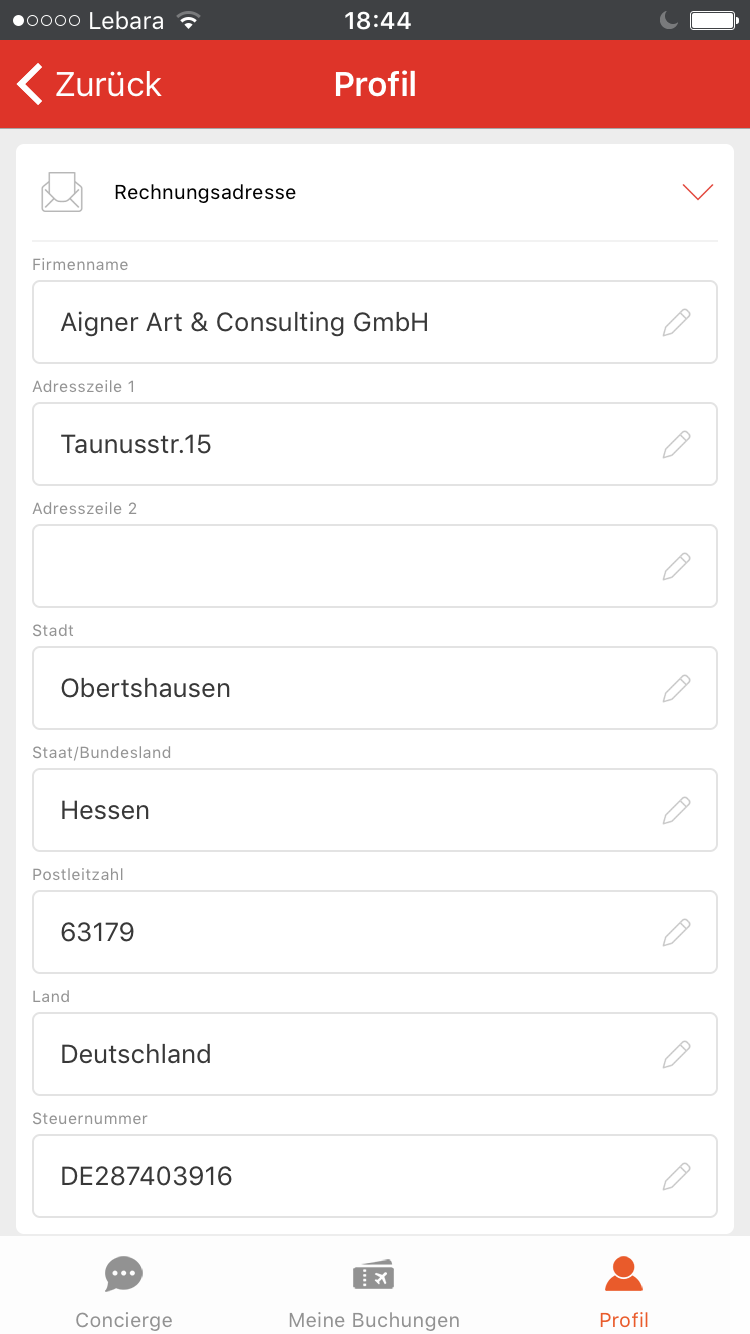 Lebara 18:44
Zurück Profil
Rechnungsadresse
Firmenname
Aigner Art & Consulting GmbH
Adresszeile 1
Taunusstr.15
Adresszeile 2
Stadt
Obertshausen
Staat/Bundesland
Hessen
Postleitzahl
63179
Land
Deutschland
Steuernummer
DE287403916
Concierge Meine Buchungen Profil